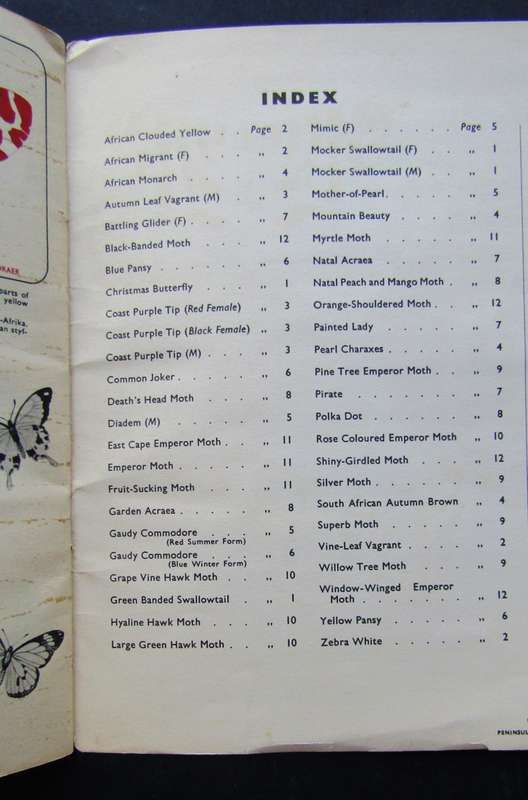 RAER
parts of
yellow
-Afrika.
an styf-
INDEX
African Clouded Yellow . . Page 2
African Migrant (F) . . . „ 2
African Monarch . . . . „ 4
Autumn Leaf Vagrant (M) . „ 3
Battling Glider (F) . . . . „ 7
Black-Banded Moth . . . „ 12
Blue Pansy . . . . . „ 6
Christmas Butterfly . . . „ 1
Coast Purple Tip (Red Female) „ 3
Coast Purple Tip (Black Female) „ 3
Coast Purple Tip (M) . . . „ 3
Common Joker . . . . . „ 6
Death's Head Moth . . . „ 8
Diadem (M) . . . . . „ 5
East Cape Emperor Moth . . „ 11
Emperor Moth . . . . . „ 11
Fruit-Sucking Moth . . . „ 11
Garden Acraea . . . . . „ 8
Gaudy Commodore . . . „ 5
(Red Summer Form)
Gaudy Commodore . . . „ 6
(Blue Winter Form)
Grape Vine Hawk Moth . . „ 10
Green Banded Swallowtail . „ 1
Hyaline Hawk Moth . . . „ 10
Large Green Hawk Moth . . „ 10
Mimic (F) . . . . . . Page 5
Mocker Swallowtail (F) . . „ 1
Mocker Swallowtail (M) . . „ 1
Mother-of-Pearl . . . . . „ 5
Mountain Beauty . . . . „ 4
Myrtle Moth . . . . . „ 11
Natal Acraea . . . . . „ 7
Natal Peach and Mango Moth . „ 8
Orange-Shouldered Moth . . „ 12
Painted Lady . . . . . „ 7
Pearl Charaxes . . . . . „ 4
Pine Tree Emperor Moth . . „ 9
Pirate . . . . . . „ 7
Polka Dot . . . . . „ 8
Rose Coloured Emperor Moth „ 10
Shiny-Girdled Moth . . . „ 12
Silver Moth . . . . . . „ 9
South African Autumn Brown „ 4
Superb Moth . . . . . „ 9
Vine-Leaf Vagrant . . . . „ 2
Willow Tree Moth . . . „ 9
Window-Winged Emperor
Moth . . . . . . . „ 12
Yellow Pansy . . . . . „ 6
Zebra White . . . . . „ 2
PENINSUL